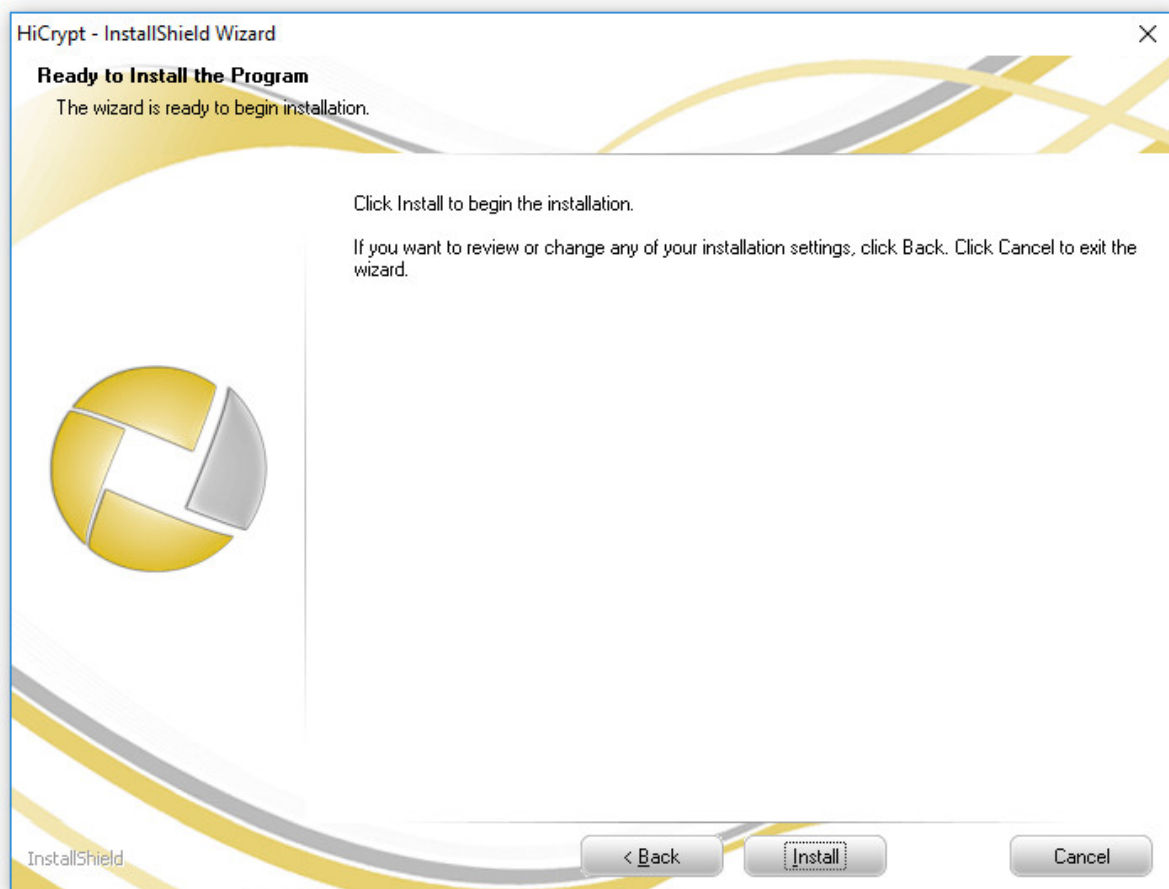 HiCrypt - InstallShield Wizard
Ready to Install the Program
The wizard is ready to begin installation.
Click Install to begin the installation.
If you want to review or change any of your installation settings, click Back. Click Cancel to exit the
wizard.
InstallShield
< Back
Install
Cancel